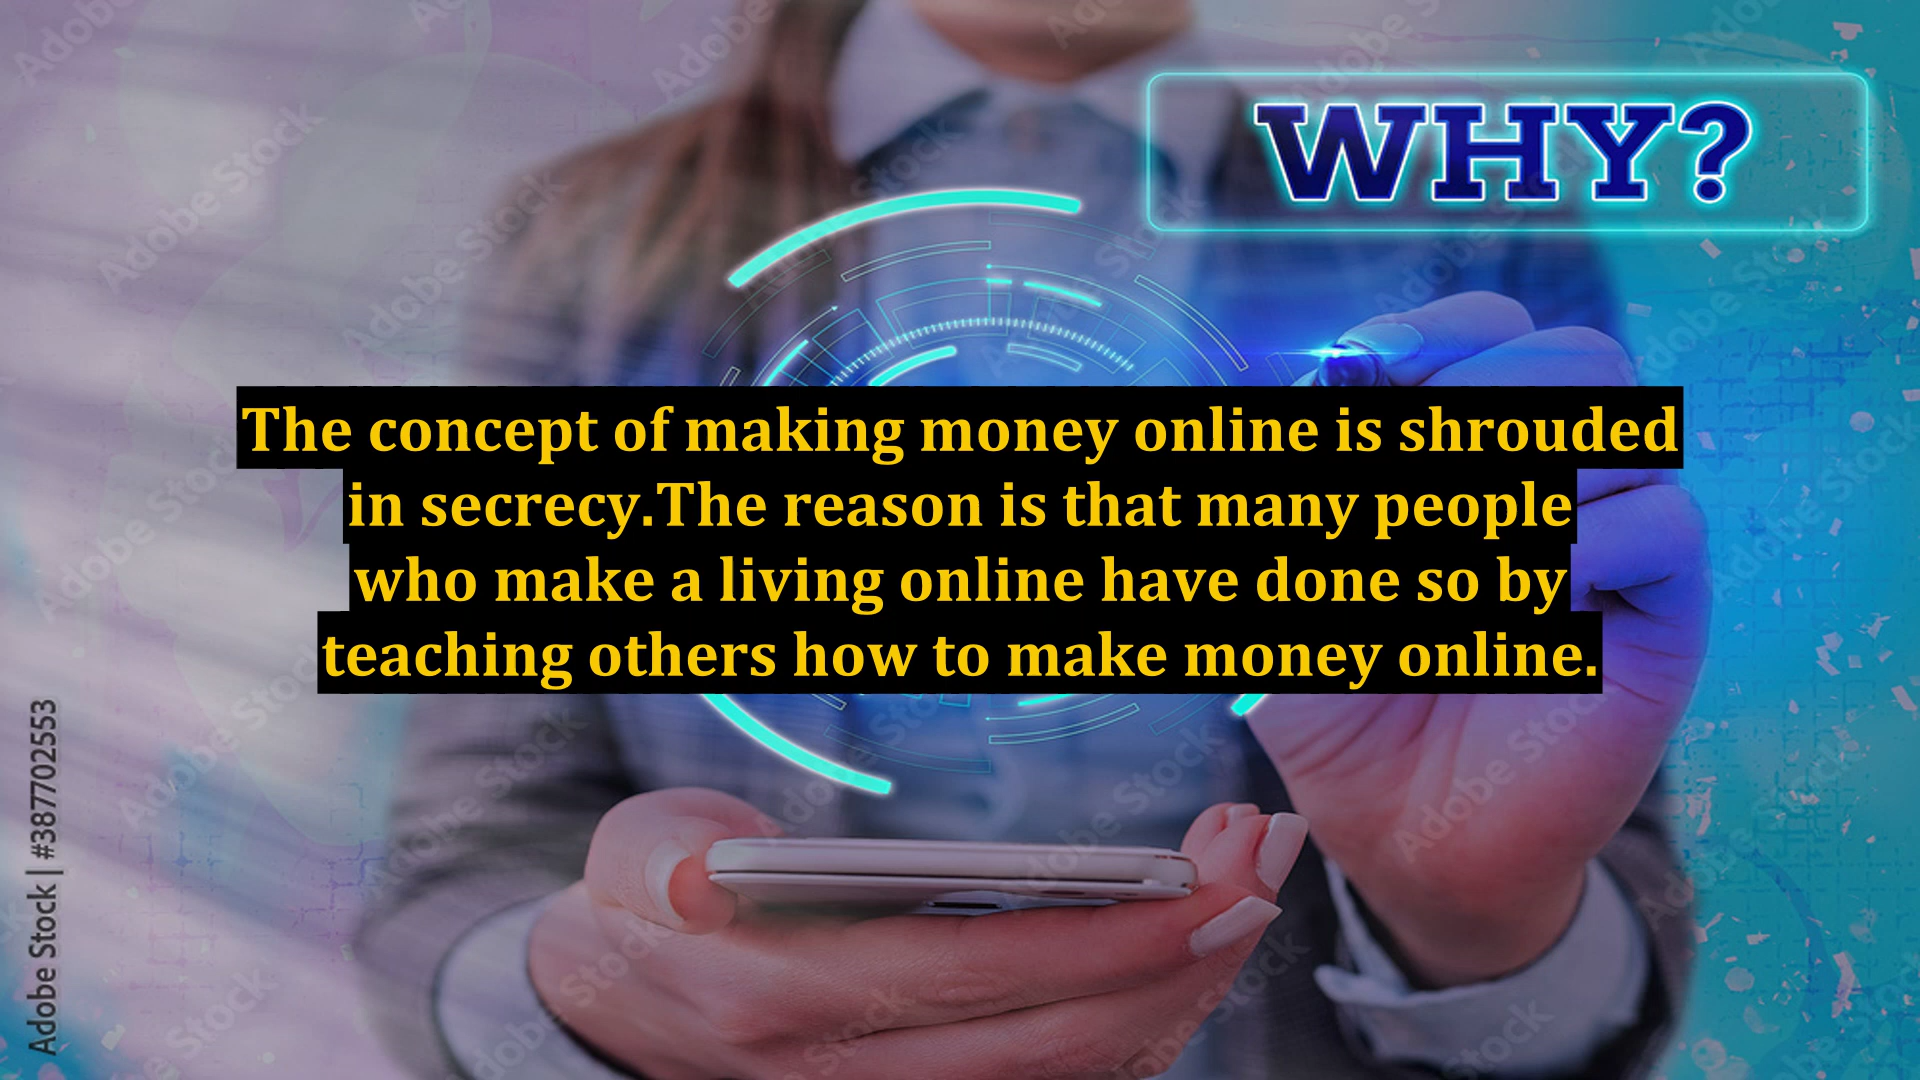 WHY?
The concept of making money online is shrouded
in secrecy.The reason is that many people
who make a living online have done so by
teaching others how to make money online.
Adobe Stock | #387702553